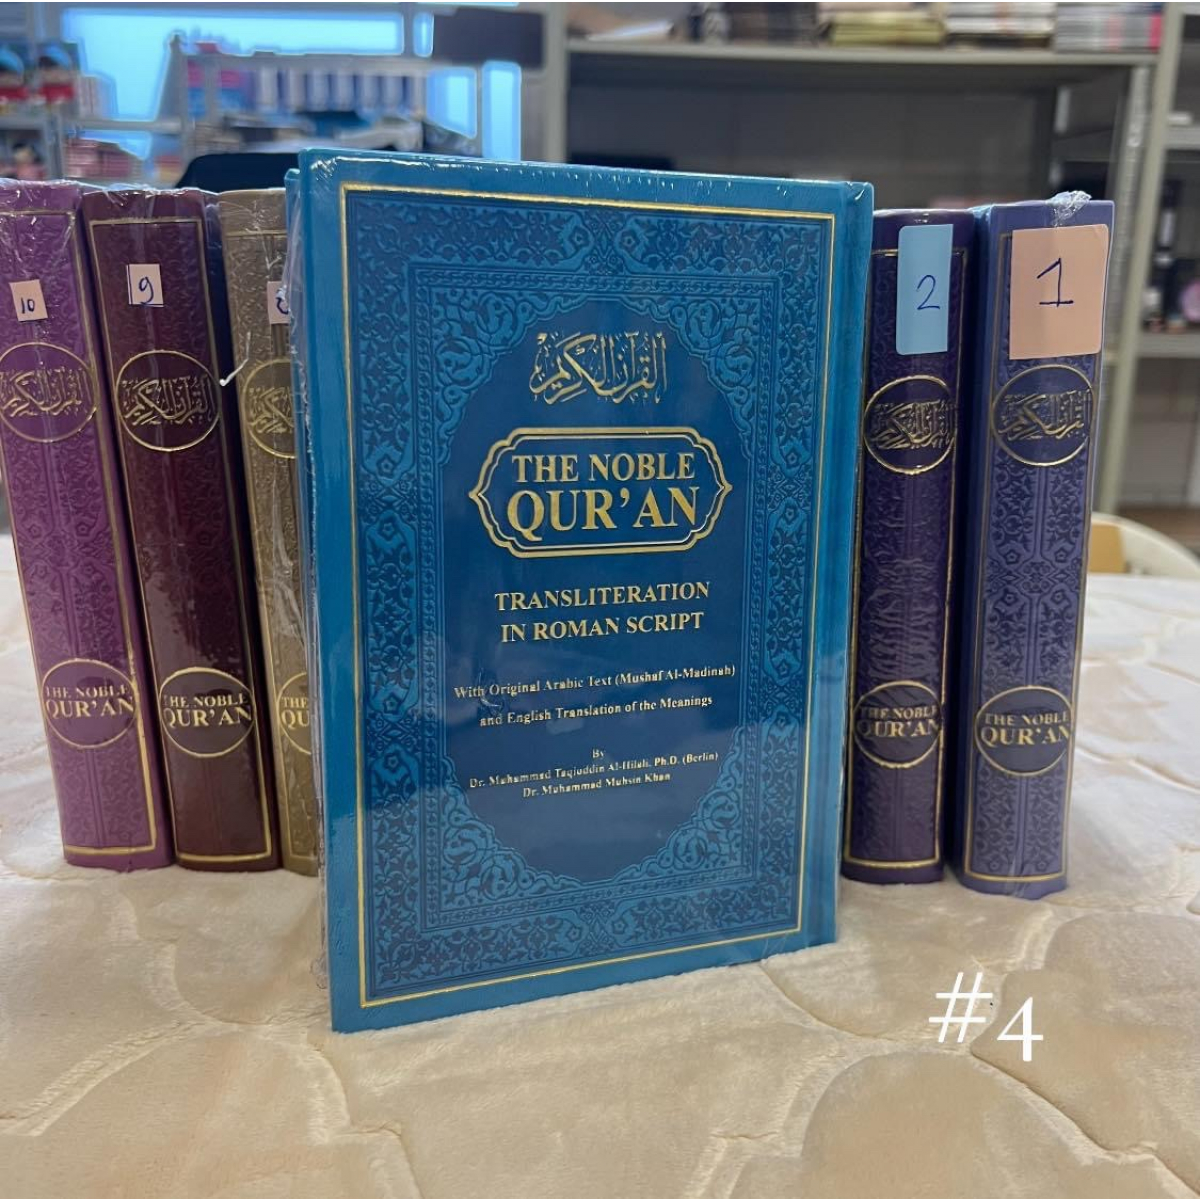 القرآن الكريم
THE NOBLE
QUR'AN
TRANSLITERATION
IN ROMAN SCRIPT
With Original Arabic Text (Mushaf Al-Madinah)
and English Translation of the Meanings
By
Dr. Muhammad Taqiuddin Al-Hilali, Ph.D. (Berlin)
Dr. Muhammad Muhsin Khan
10
القرآن الكريم
THE NOBLE
QUR'AN
9
القرآن الكريم
THE NOBLE
QUR'AN
2
القرآن الكريم
THE NOBLE
QUR'AN
1
القرآن الكريم
THE NOBLE
QUR'AN
#4